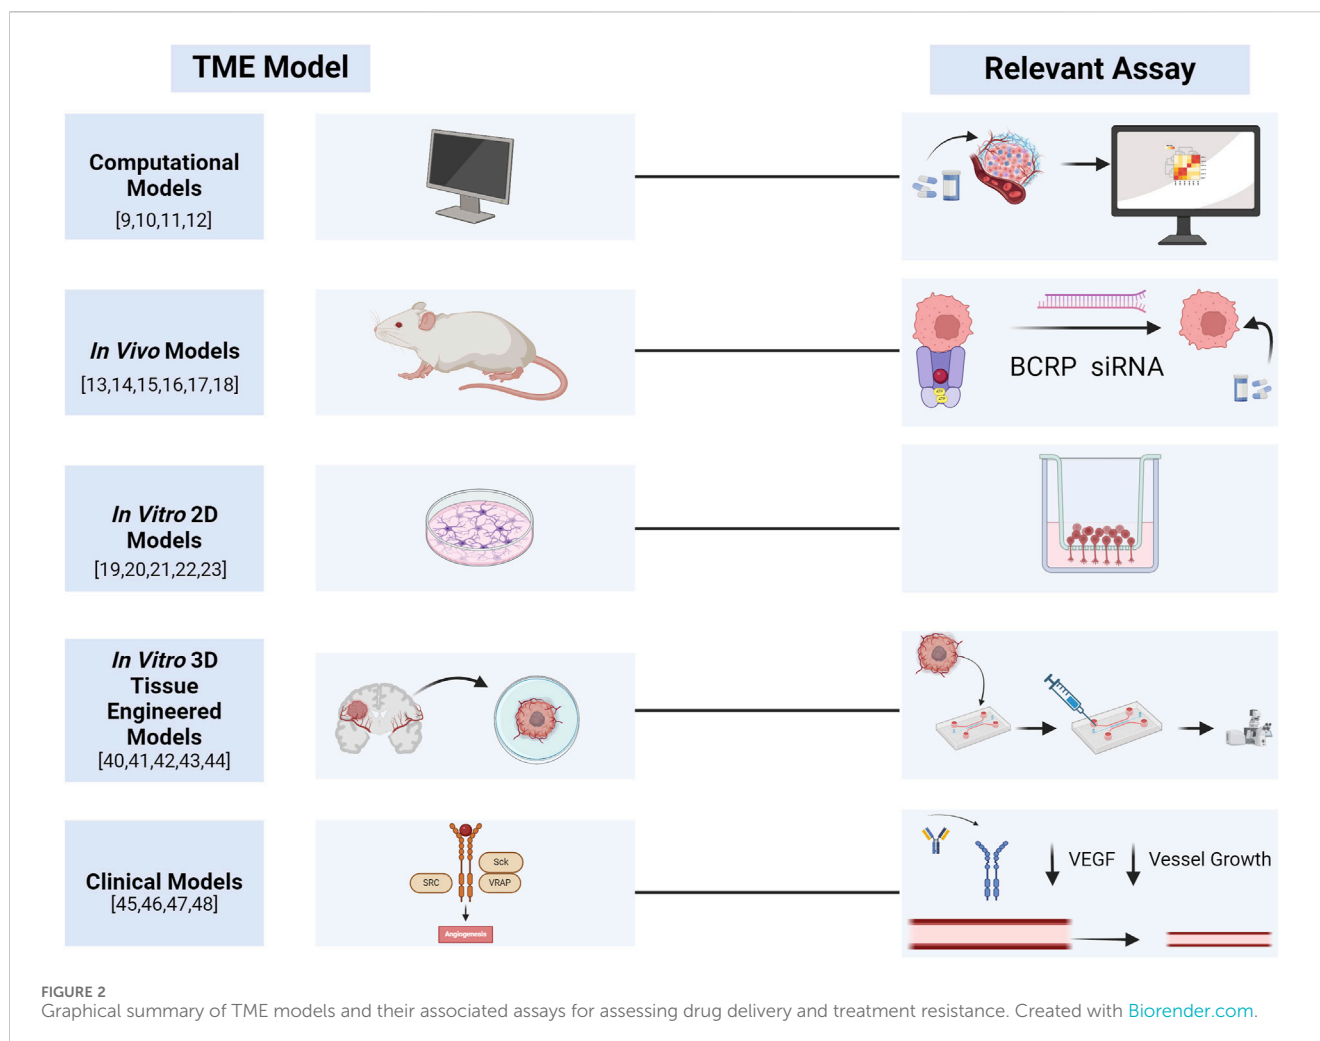 TME Model
Relevant Assay
Computational
Models
[9,10,11,12]
In Vivo Models
[13,14,15,16,17,18]
BCRP siRNA
In Vitro 2D
Models
[19,20,21,22,23]
In Vitro 3D
Tissue
Engineered
Models
[40,41,42,43,44]
Clinical Models
[45,46,47,48]
SRC
Sck
VRAP
Angiongenesis
VEGF
Vessel Growth
FIGURE 2
Graphical summary of TME models and their associated assays for assessing drug delivery and treatment resistance. Created with Biorender.com.